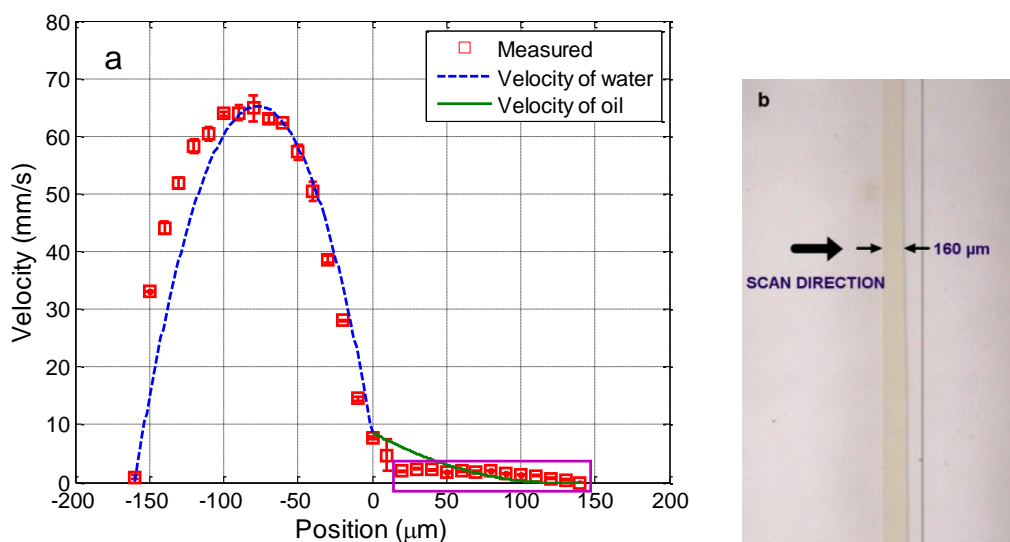 a
Measured
Velocity of water
Velocity of oil
80
70
60
50
40
30
20
10
0
Velocity (mm/s)
-200
-150
-100
-50
0
50
100
150
200
Position (μm)
b
160 μm
SCAN DIRECTION